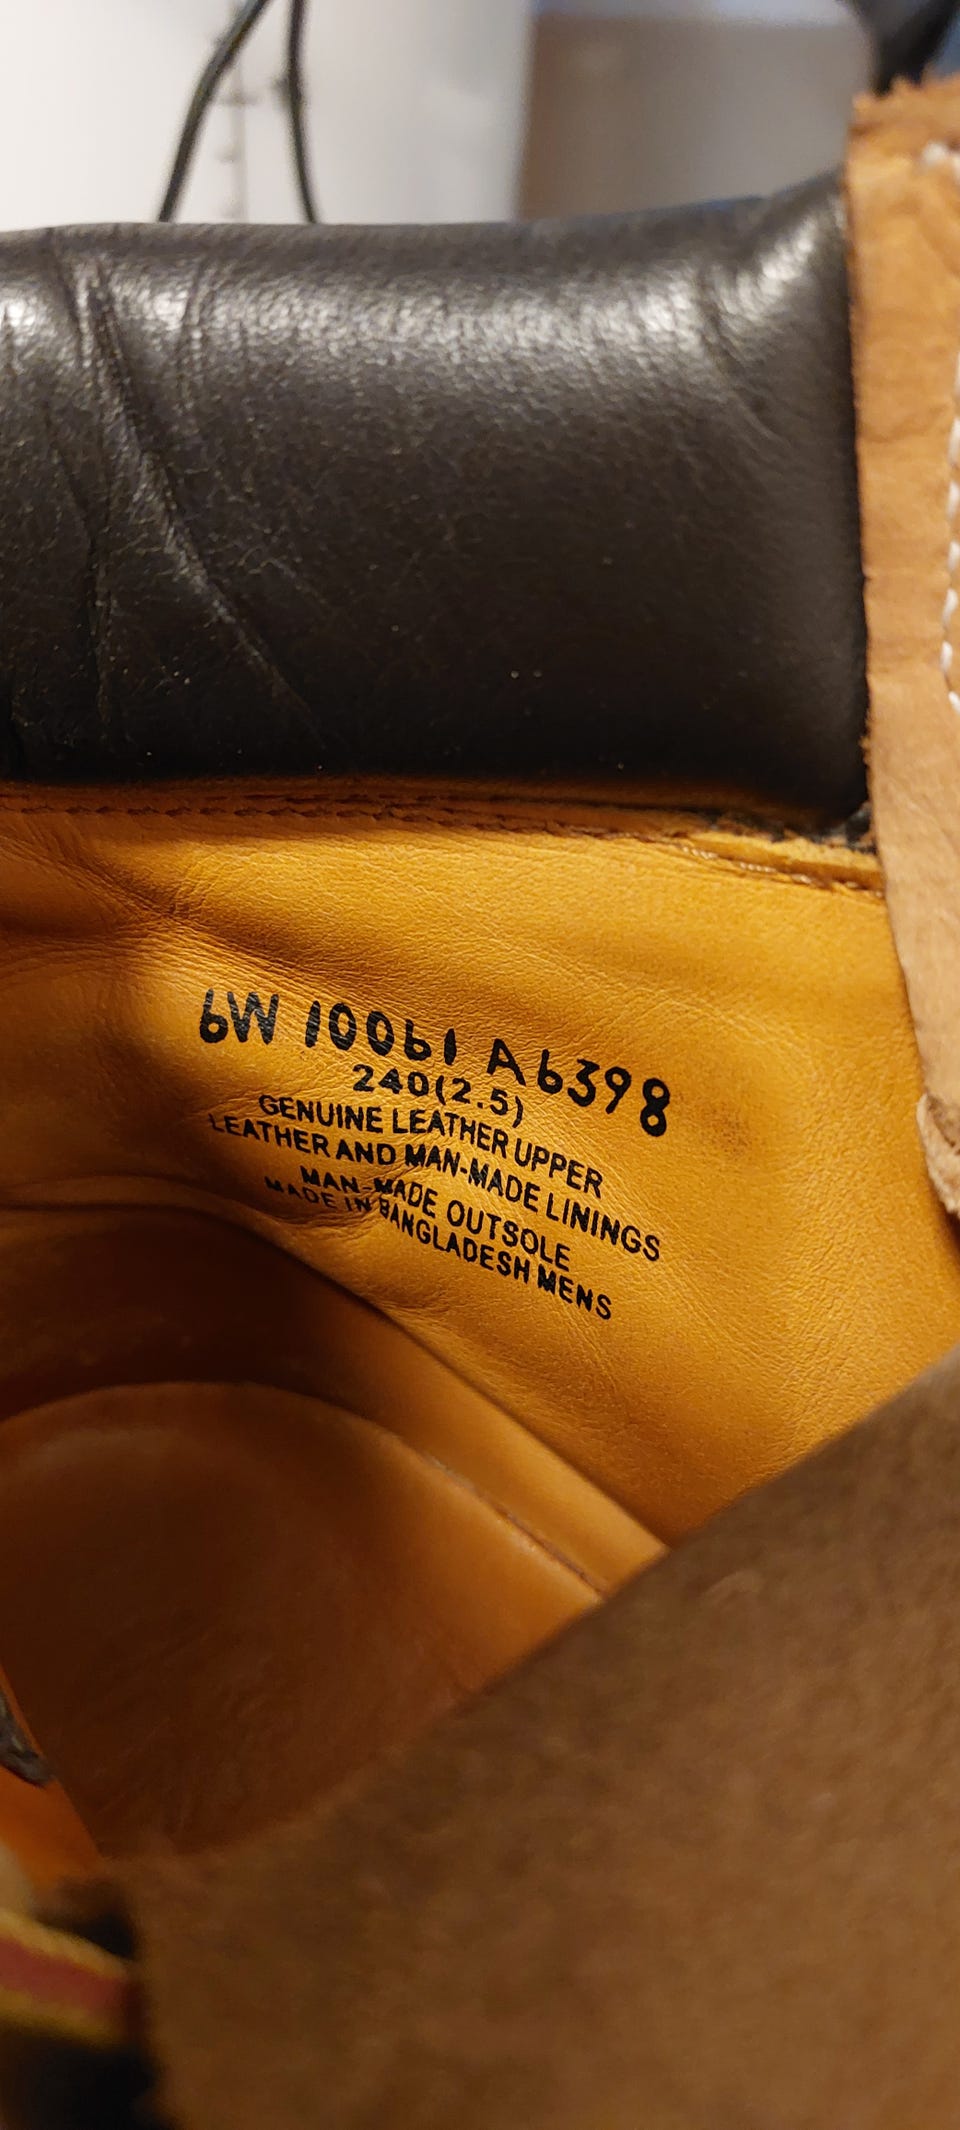 6W 10061 A6398
240(2.5)
GENUINE LEATHER UPPER
LEATHER AND MAN-MADE LININGS
MAN-MADE OUTSOLE
MADE IN BANGLADESH MENS